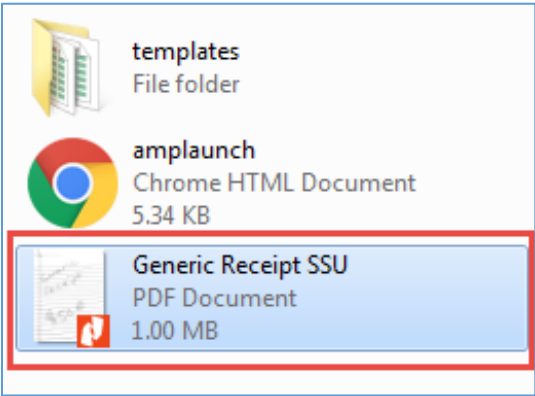 templates
File folder
amplaunch
Chrome HTML Document
5.34 KB
Generic Receipt SSU
PDF Document
1.00 MB